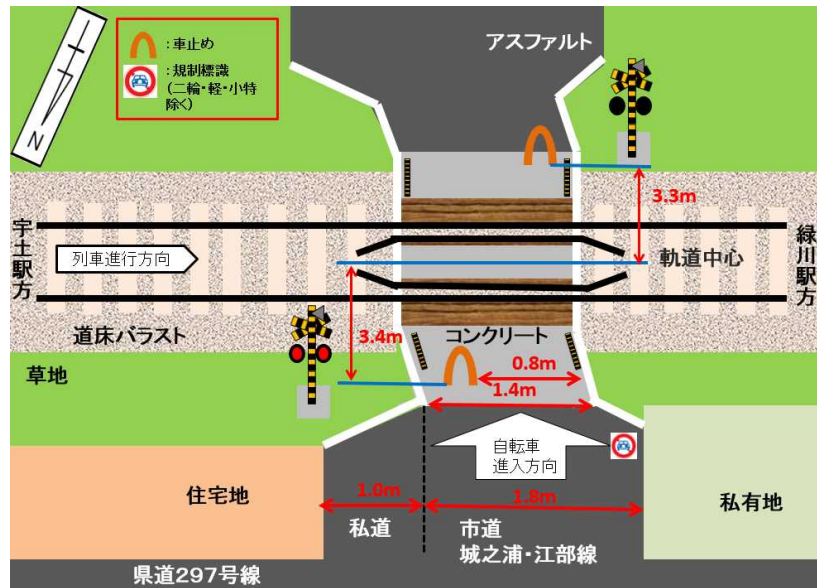 N
:車止め
:規制標識
(二輪・軽・小特
除く)
アスファルト
3.3m
宇土駅方
列車進行方向
軌道中心
緑川駅方
道床バラスト
コンクリート
3.4m
0.8m
草地
1.4m
自転車
進入方向
住宅地
1.0m
1.8m
私有地
私道
市道
城之浦・江部線
県道297号線